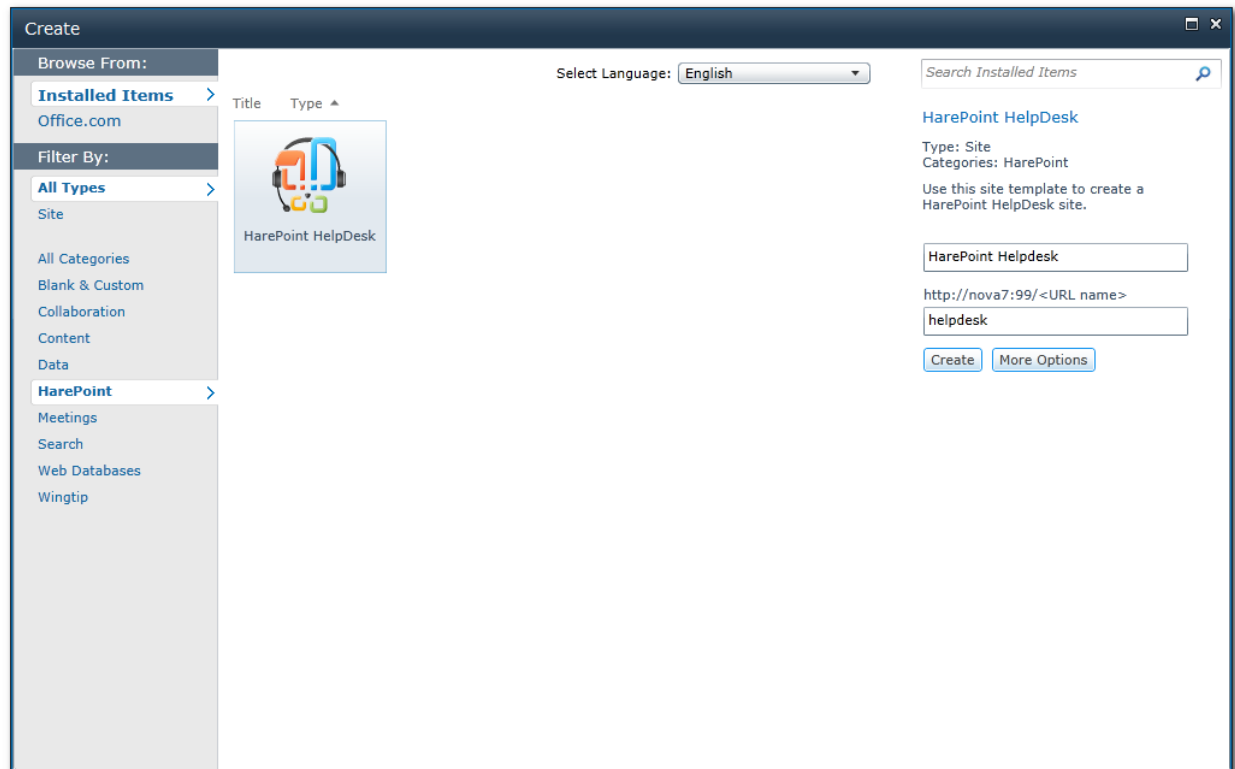 Create
Browse From:
Installed Items
Office.com
Filter By:
All Types
Site
All Categories
Blank & Custom
Collaboration
Content
Data
HarePoint
Meetings
Search
Web Databases
Wingtip
Select Language: English
Title Type
HarePoint HelpDesk
Search Installed Items
HarePoint HelpDesk
Type: Site
Categories: HarePoint
Use this site template to create a
HarePoint HelpDesk site.
HarePoint Helpdesk
http://nova7:99/<URL name>
helpdesk
Create More Options